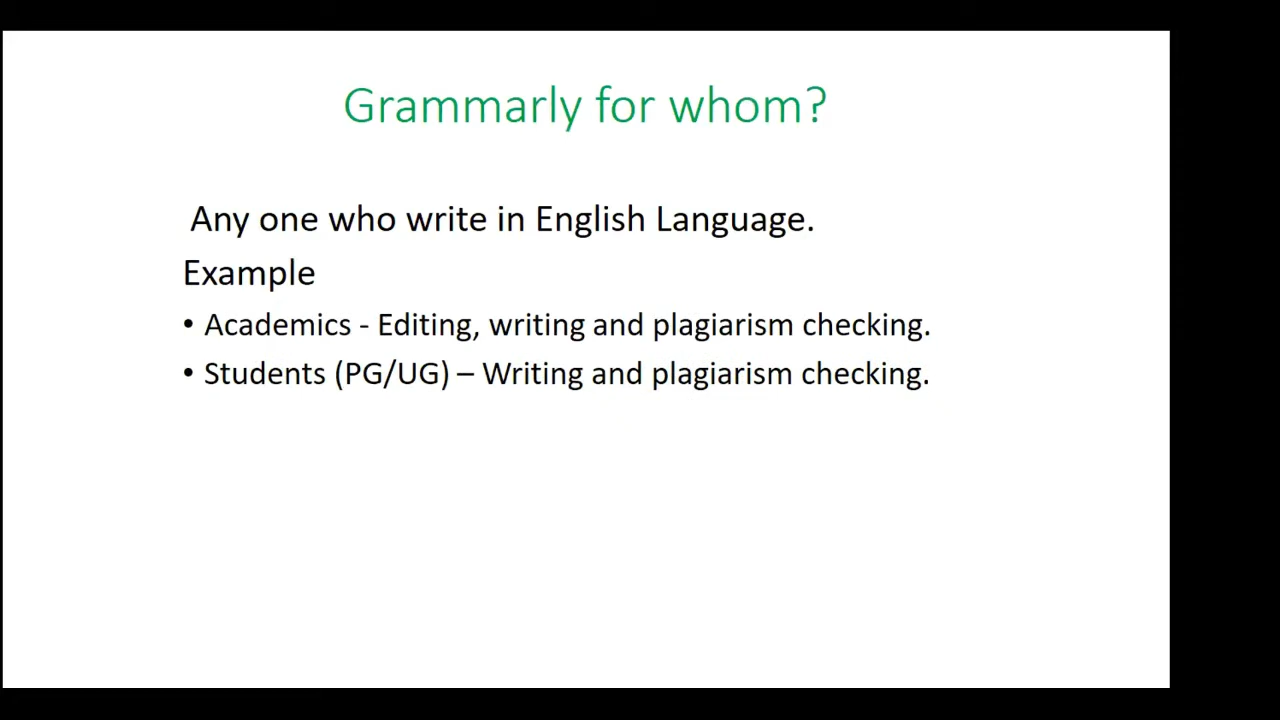 Grammarly for whom?
Any one who write in English Language.
Example
• Academics - Editing, writing and plagiarism checking.
• Students (PG/UG) – Writing and plagiarism checking.